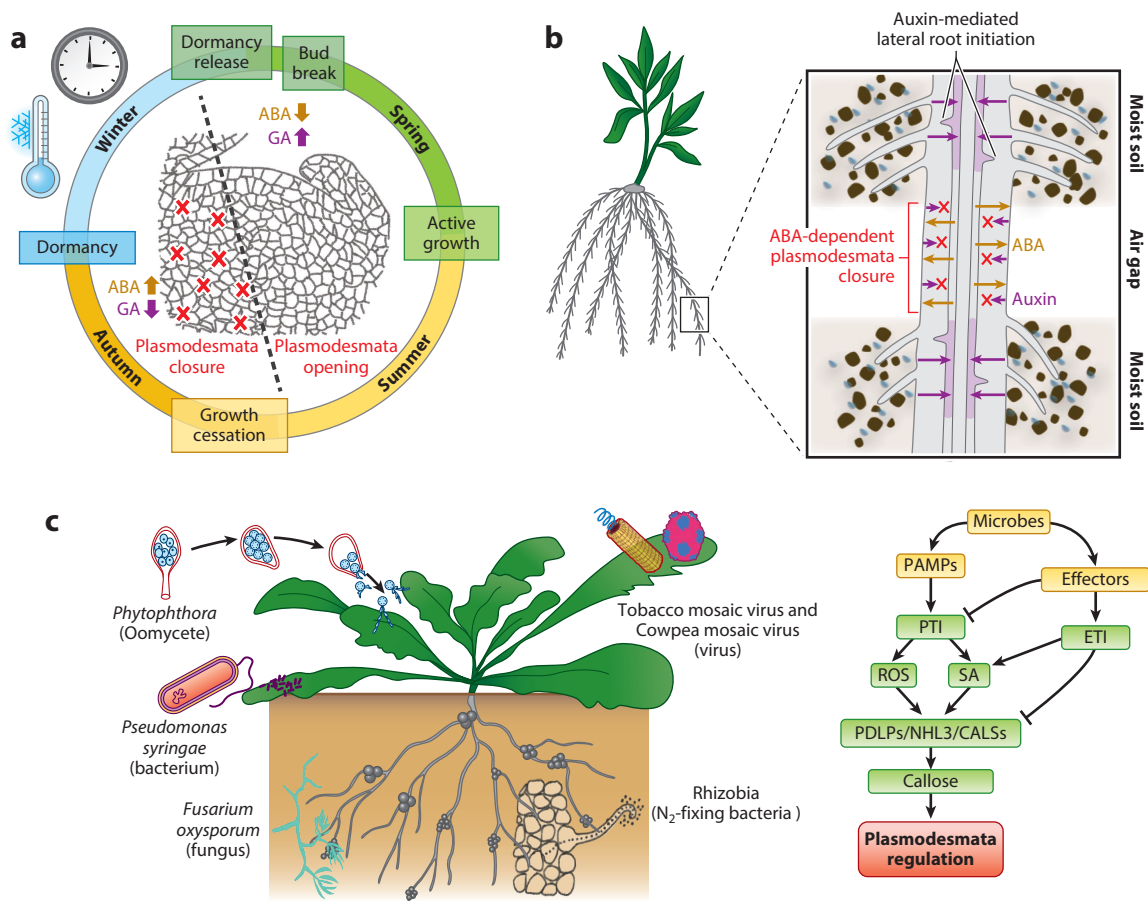 a
Dormancy
release
Bud
break
Winter
ABA
GA
Spring
Dormancy
Active
growth
ABA
GA
Plasmodesmata
closure
Plasmodesmata
opening
Autumn
Summer
Growth
cessation
b
Auxin-mediated
lateral root initiation
Moist soil
ABA-dependent
plasmodesmata
closure
ABA
Auxin
Air gap
Moist soil
c
Phytophthora
(Oomycete)
Tobacco mosaic virus and
Cowpea mosaic virus
(virus)
Pseudomonas
syringae
(bacterium)
Fusarium
oxysporum
(fungus)
Rhizobia
(N₂-fixing bacteria )
Microbes
PAMPs
Effectors
PTI
ETI
ROS
SA
PDLPs/NHL3/CALSs
Callose
Plasmodesmata
regulation